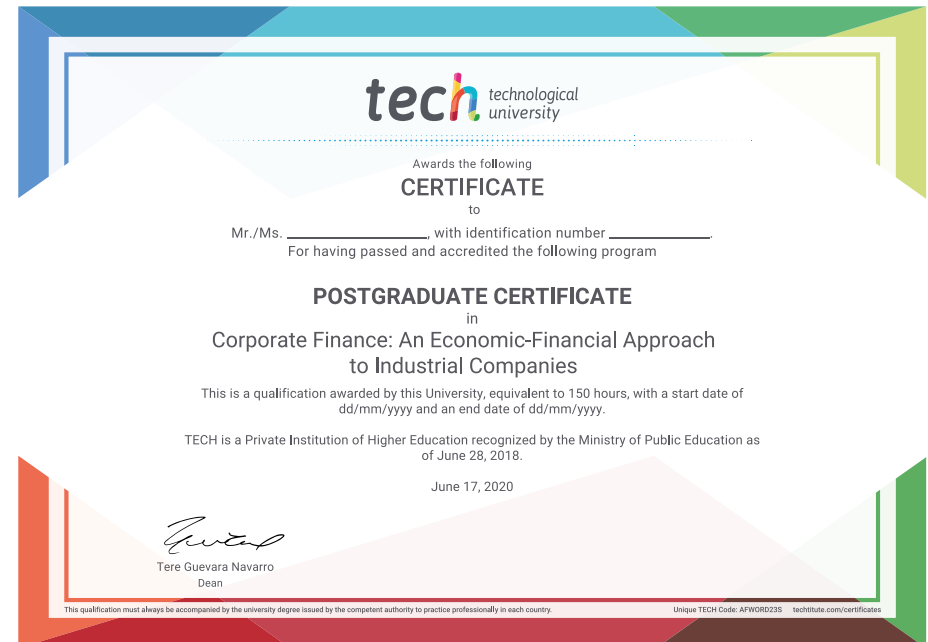 tech technological
university
Awards the following
CERTIFICATE
to
Mr./Ms. ____________, with identification number ____________.
For having passed and accredited the following program
POSTGRADUATE CERTIFICATE
in
Corporate Finance: An Economic-Financial Approach
to Industrial Companies
This is a qualification awarded by this University, equivalent to 150 hours, with a start date of
dd/mm/yyyy and an end date of dd/mm/yyyy.
TECH is a Private Institution of Higher Education recognized by the Ministry of Public Education as
of June 28, 2018.
June 17, 2020
Tere Guevara Navarro
Dean
This qualification must always be accompanied by the university degree issued by the competent authority to practice professionally in each country.
Unique TECH Code: AFWORD23S techtitute.com/certificates